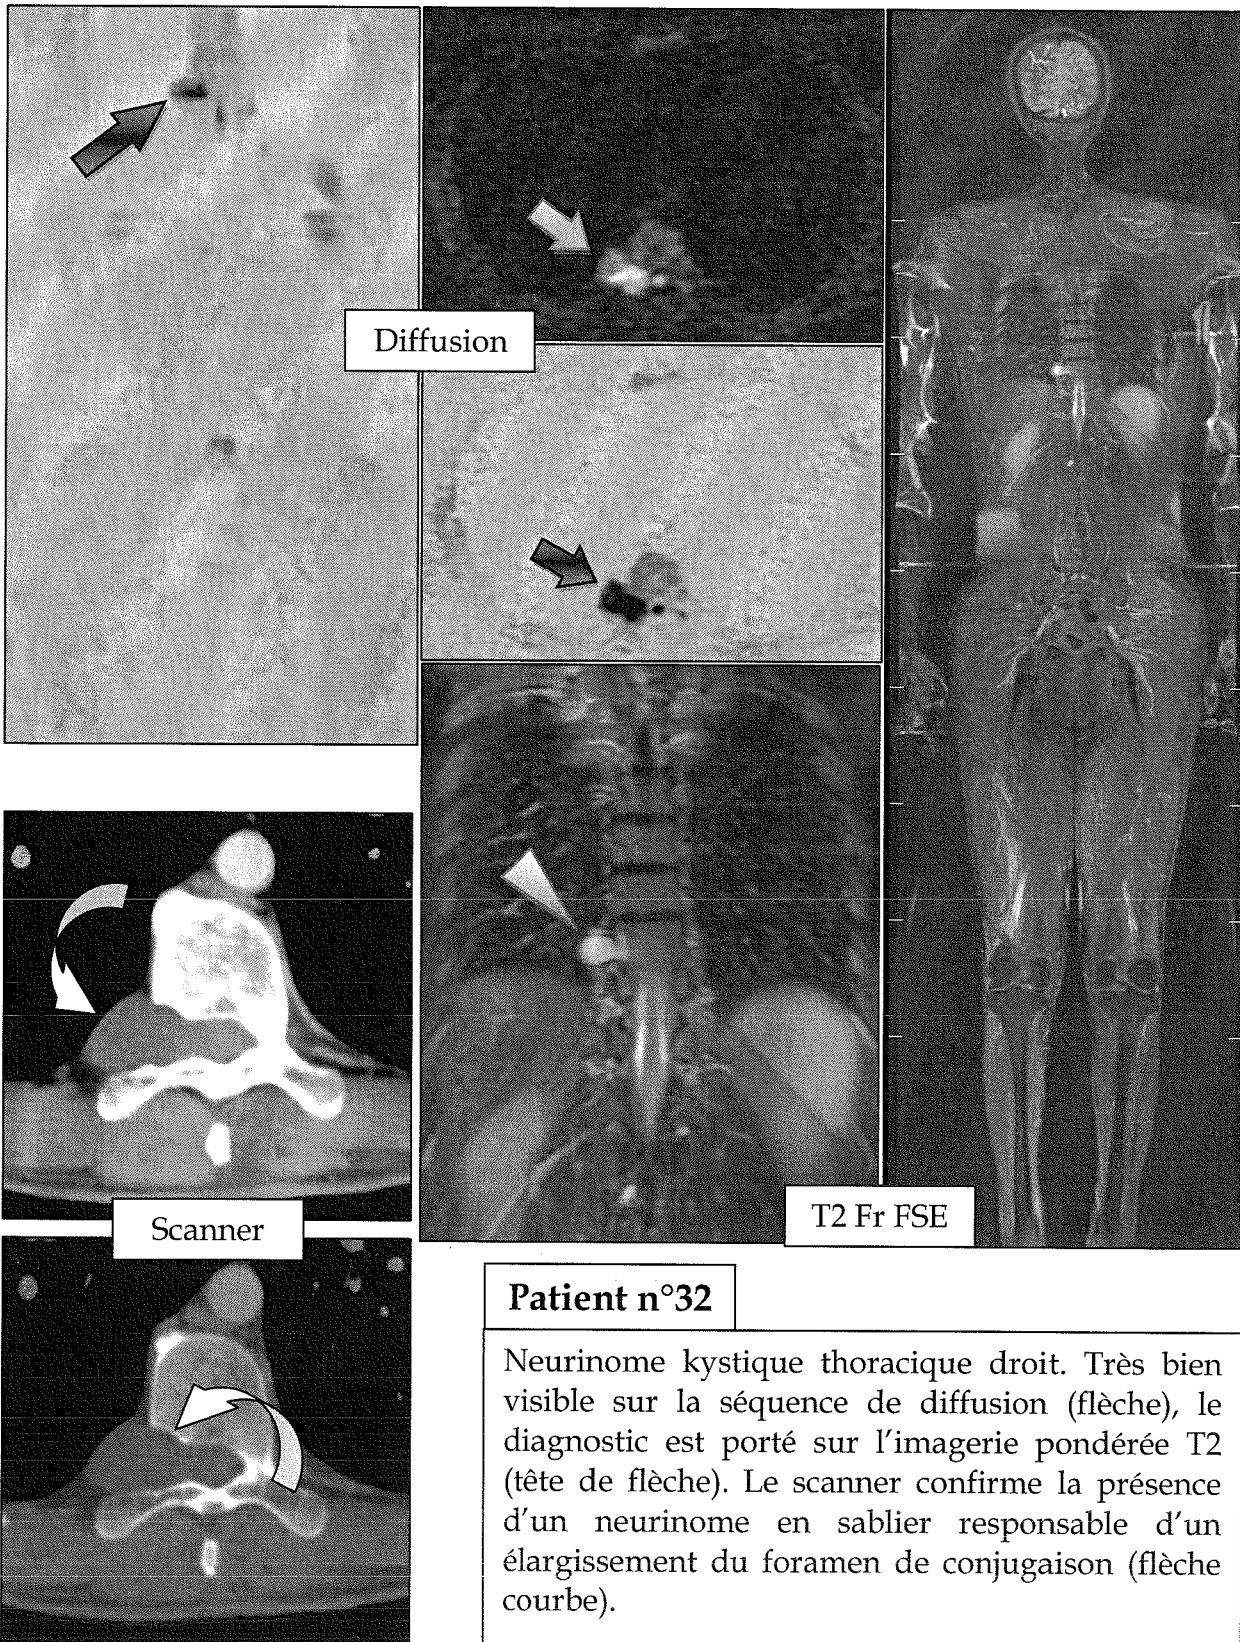 Diffusion
Scanner
T2 Fr FSE
Patient n°32
Neurinome kystique thoracique droit. Très bien
visible sur la séquence de diffusion (flèche), le
diagnostic est porté sur l'imagerie pondérée T2
(tête de flèche). Le scanner confirme la présence
d'un neurinome en sablier responsable d'un
élargissement du foramen de conjugaison (flèche
courbe).